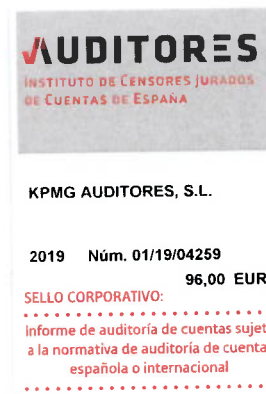 AUDITORES
INSTITUTO DE CENSORES JURADOS
DE CUENTAS DE ESPAÑA
KPMG AUDITORES, S.L.
2019 Núm. 01/19/04259
96,00 EUR
SELLO CORPORATIVO:
Informe de auditoría de cuentas sujet
a la normativa de auditoría de cuenta
española o internacional